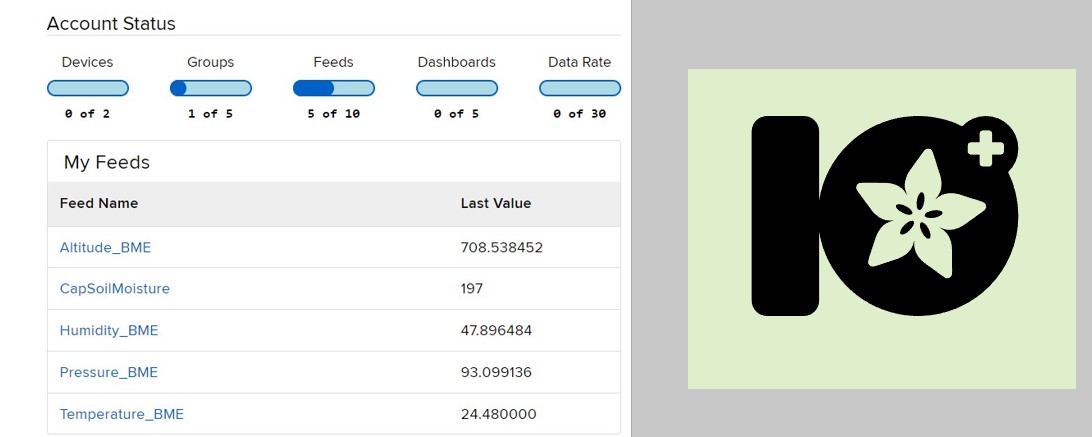 Account Status
Devices Groups Feeds Dashboards Data Rate
0 of 2 1 of 5 5 of 10 0 of 5 0 of 30
My Feeds
Feed Name Last Value
Altitude_BME 708.538452
CapSoilMoisture 197
Humidity_BME 47.896484
Pressure_BME 93.099136
Temperature_BME 24.480000
IO+